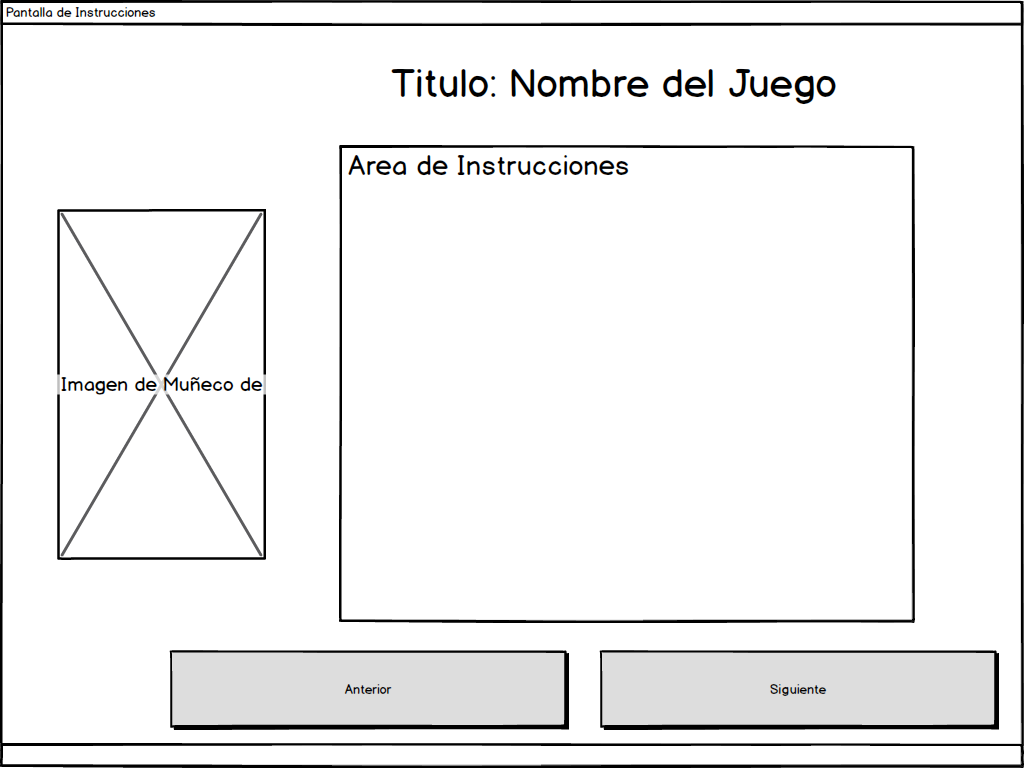 Pantalla de Instrucciones
Titulo: Nombre del Juego
Area de Instrucciones
Imagen de Muñeco de
Anterior
Siguiente